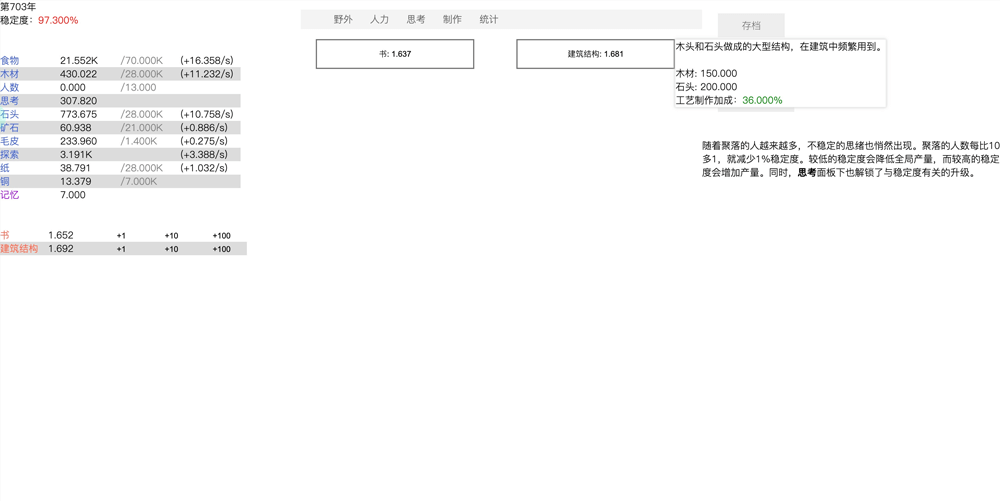 第703年
稳定度: 97.300%
食物 21.552K /70.000K (+16.358/s)
木材 430.022 /28.000K (+11.232/s)
人数 0.000 /13.000
思考 307.820
石头 773.675 /28.000K (+10.758/s)
矿石 60.938 /21.000K (+0.886/s)
毛皮 233.960 /1.400K (+0.275/s)
探索 3.191K (+3.388/s)
纸 38.791 /28.000K (+1.032/s)
铜 13.379 /7.000K
记忆 7.000
书 1.652 +1 +10 +100
建筑结构 1.692 +1 +10 +100
野外 人力 思考 制作 统计
书: 1.637
建筑结构: 1.681
存档
木头和石头做成的大型结构，在建筑中频繁用到。
木材: 150.000
石头: 200.000
工艺制作加成: 36.000%
随着聚落的人越来越多，不稳定的思绪也悄然出现。聚落的人数每比10
多1，就减少1%稳定度。较低的稳定度会降低全局产量，而较高的稳定
度会增加产量。同时，思考面板下也解锁了与稳定度有关的升级。